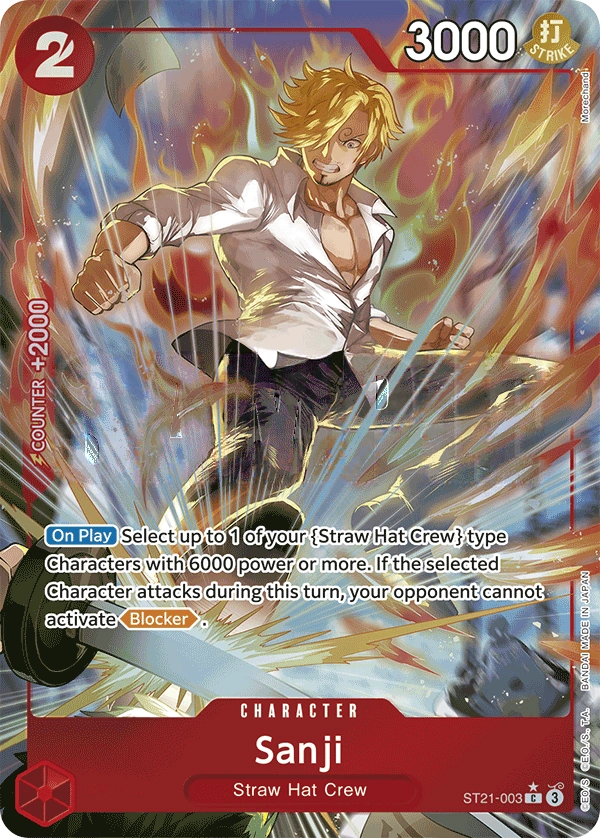 2
3000
打
STRIKE
Morechand
COUNTER +2000
On Play Select up to 1 of your {Straw Hat Crew} type
Characters with 6000 power or more. If the selected
Character attacks during this turn, your opponent cannot
activate Blocker.
CHARACTER
Sanji
Straw Hat Crew
ST21-003 C 3
©E.O/S ©E.O./S.,T.A. BANDAI MADE IN JAPAN